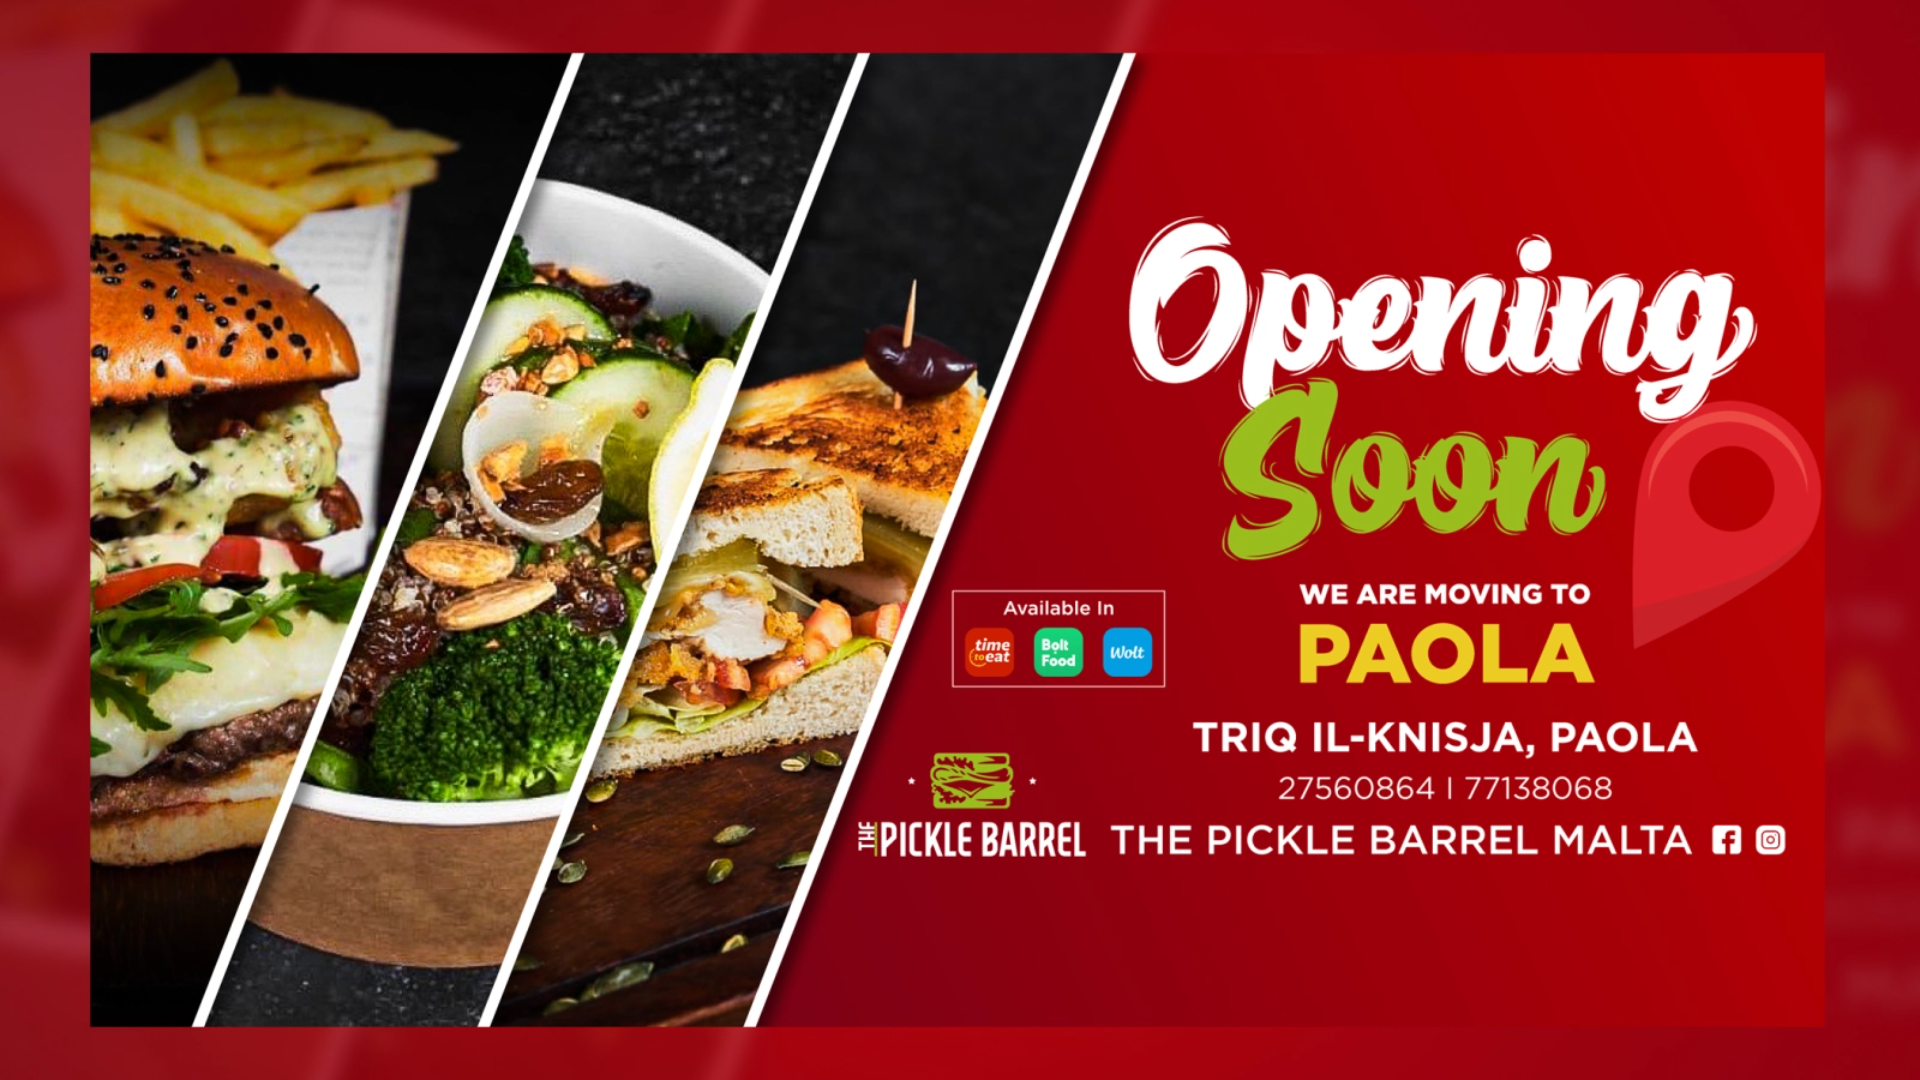 Opening
Soon
WE ARE MOVING TO
PAOLA
Available In
time
to eat
Bolt
Food
Wolt
TRIQ IL-KNISJA, PAOLA
27560864 | 77138068
THE PICKLE BARREL
THE PICKLE BARREL MALTA